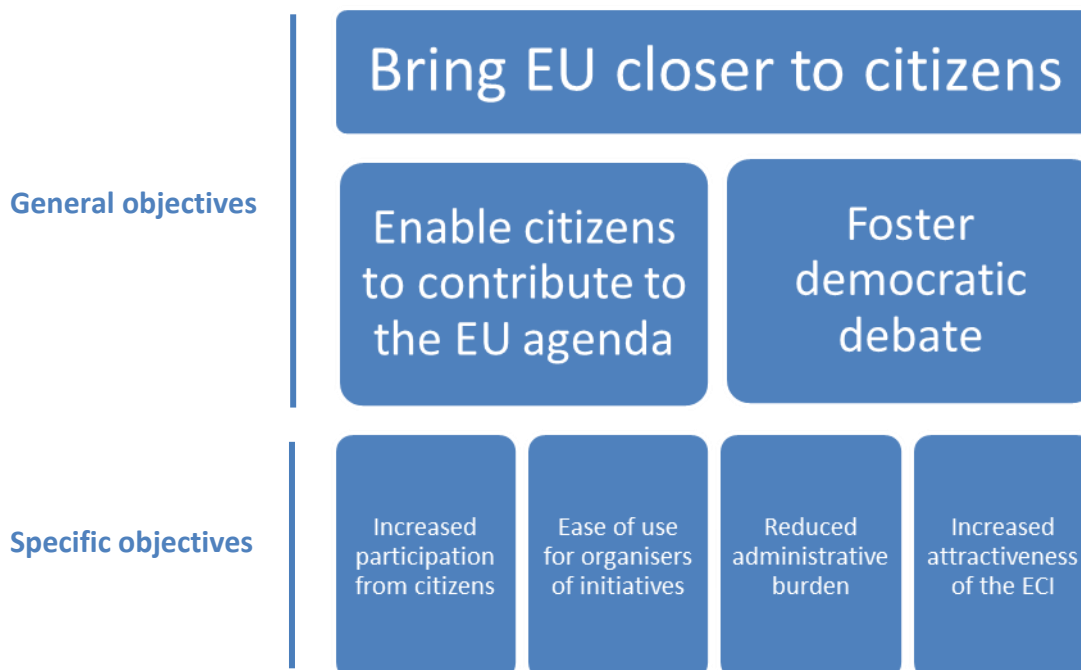 Bring EU closer to citizens
General objectives
Enable citizens
to contribute to
the EU agenda
Foster
democratic
debate
Specific objectives
Increased
participation
from citizens
Ease of use
for organisers
of initiatives
Reduced
administrative
burden
Increased
attractiveness
of the ECI